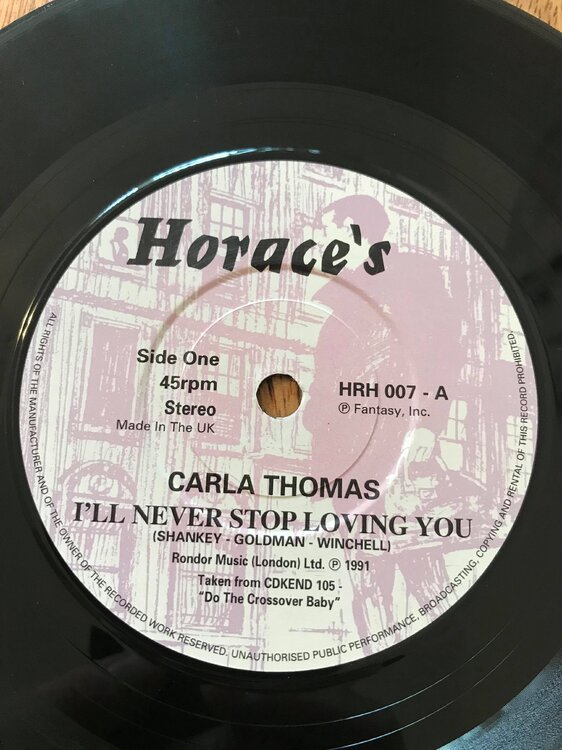 Horace's
Side One
45rpm
Stereo
Made In The UK
HRH 007 - A
℗ Fantasy, Inc.
CARLA THOMAS
I'LL NEVER STOP LOVING YOU
(SHANKEY - GOLDMAN - WINCHELL)
Rondor Music (London) Ltd. ℗ 1991
Taken from CDKEND 105 -
"Do The Crossover Baby"
ALL RIGHTS OF THE MANUFACTURER AND OF THE OWNER OF THE RECORDED WORK RESERVED. UNAUTHORISED PUBLIC PERFORMANCE, BROADCASTING, COPYING AND RENTAL OF THIS RECORD PROHIBITED.